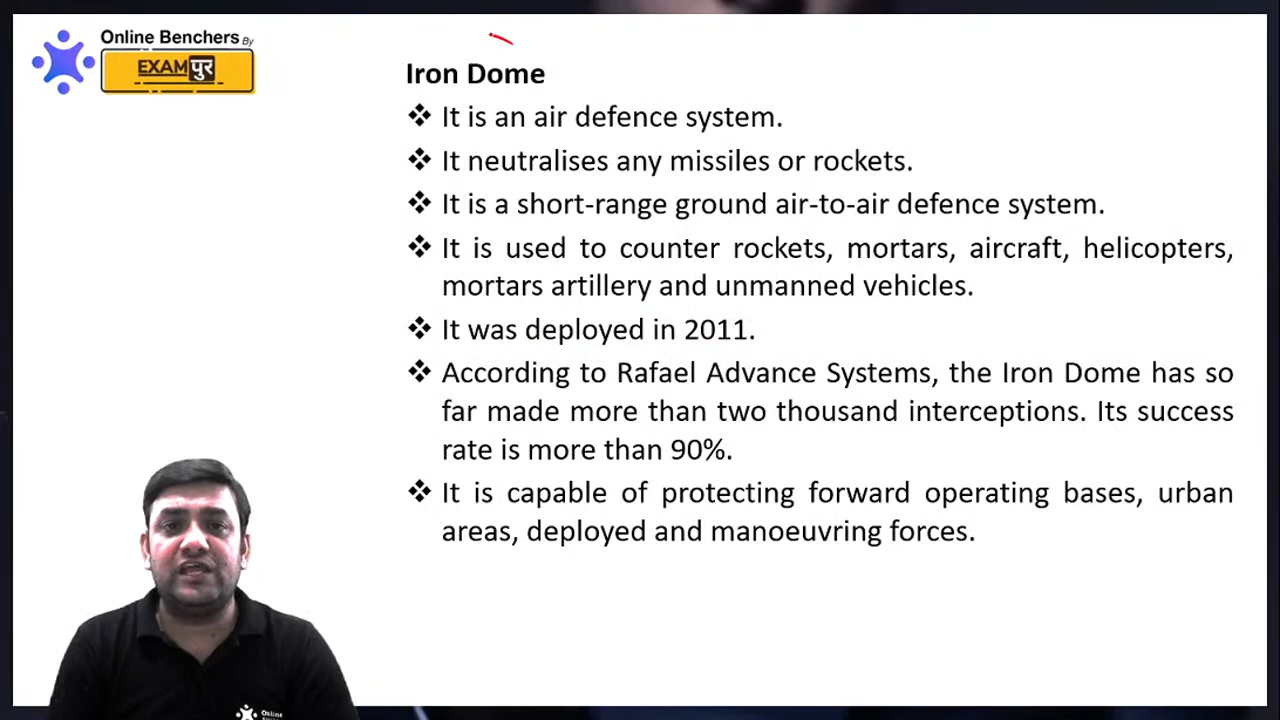 Online Benchers By
EXAMपुर
Iron Dome
❖ It is an air defence system.
❖ It neutralises any missiles or rockets.
❖ It is a short-range ground air-to-air defence system.
❖ It is used to counter rockets, mortars, aircraft, helicopters,
mortars artillery and unmanned vehicles.
❖ It was deployed in 2011.
❖ According to Rafael Advance Systems, the Iron Dome has so
far made more than two thousand interceptions. Its success
rate is more than 90%.
❖ It is capable of protecting forward operating bases, urban
areas, deployed and manoeuvring forces.
Online